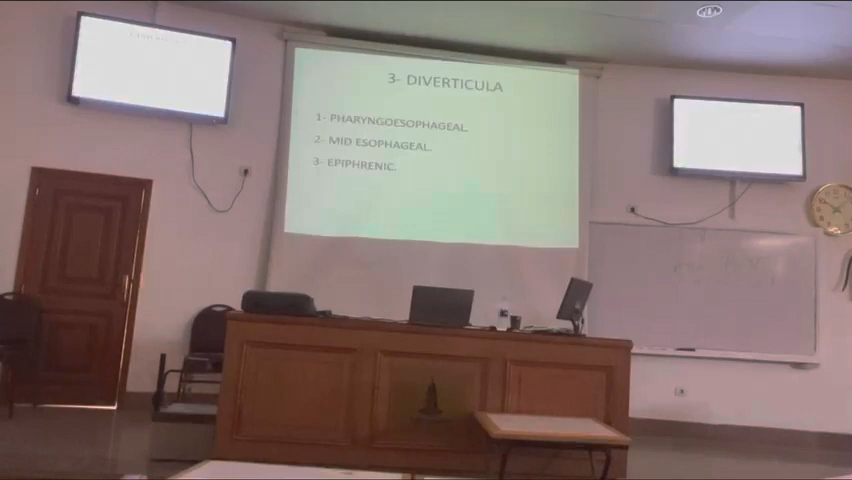 3- DIVERTICULA
1- PHARYNGOESOPHAGEAL.
2- MID ESOPHAGEAL.
3- EPIPHRENIC.